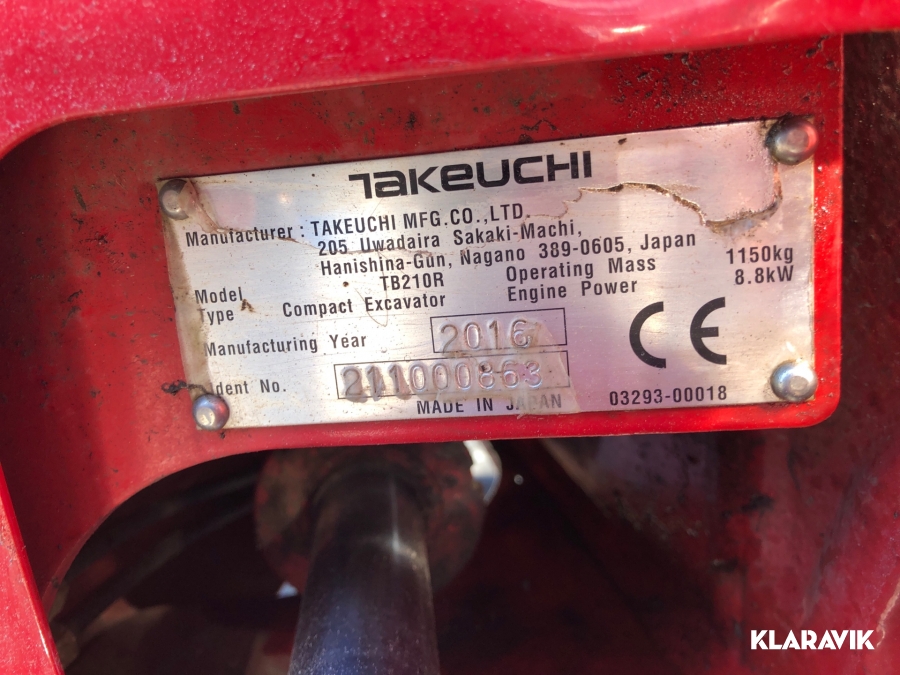 TAKEUCHI
Manufacturer : TAKEUCHI MFG.CO.,LTD.
205 Uwadaira Sakaki-Machi,
Hanishina-Gun, Nagano 389-0605, Japan
Model TB210R Operating Mass 1150kg
Type Compact Excavator Engine Power 8.8kW
Manufacturing Year 2016
Ident No. 211000863
CE
MADE IN JAPAN 03293-00018
KLARAVIK